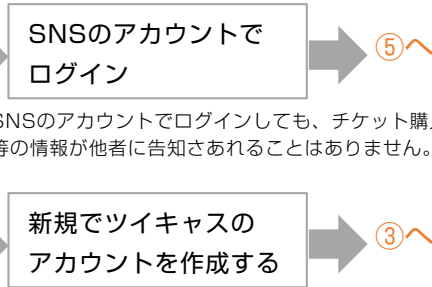 SNSのアカウントで
ログイン
⑤へ
SNSのアカウントでログインしても、チケット購入
等の情報が他者に告知さあれることはありません。
新規でツイキャスの
アカウントを作成する
③へ